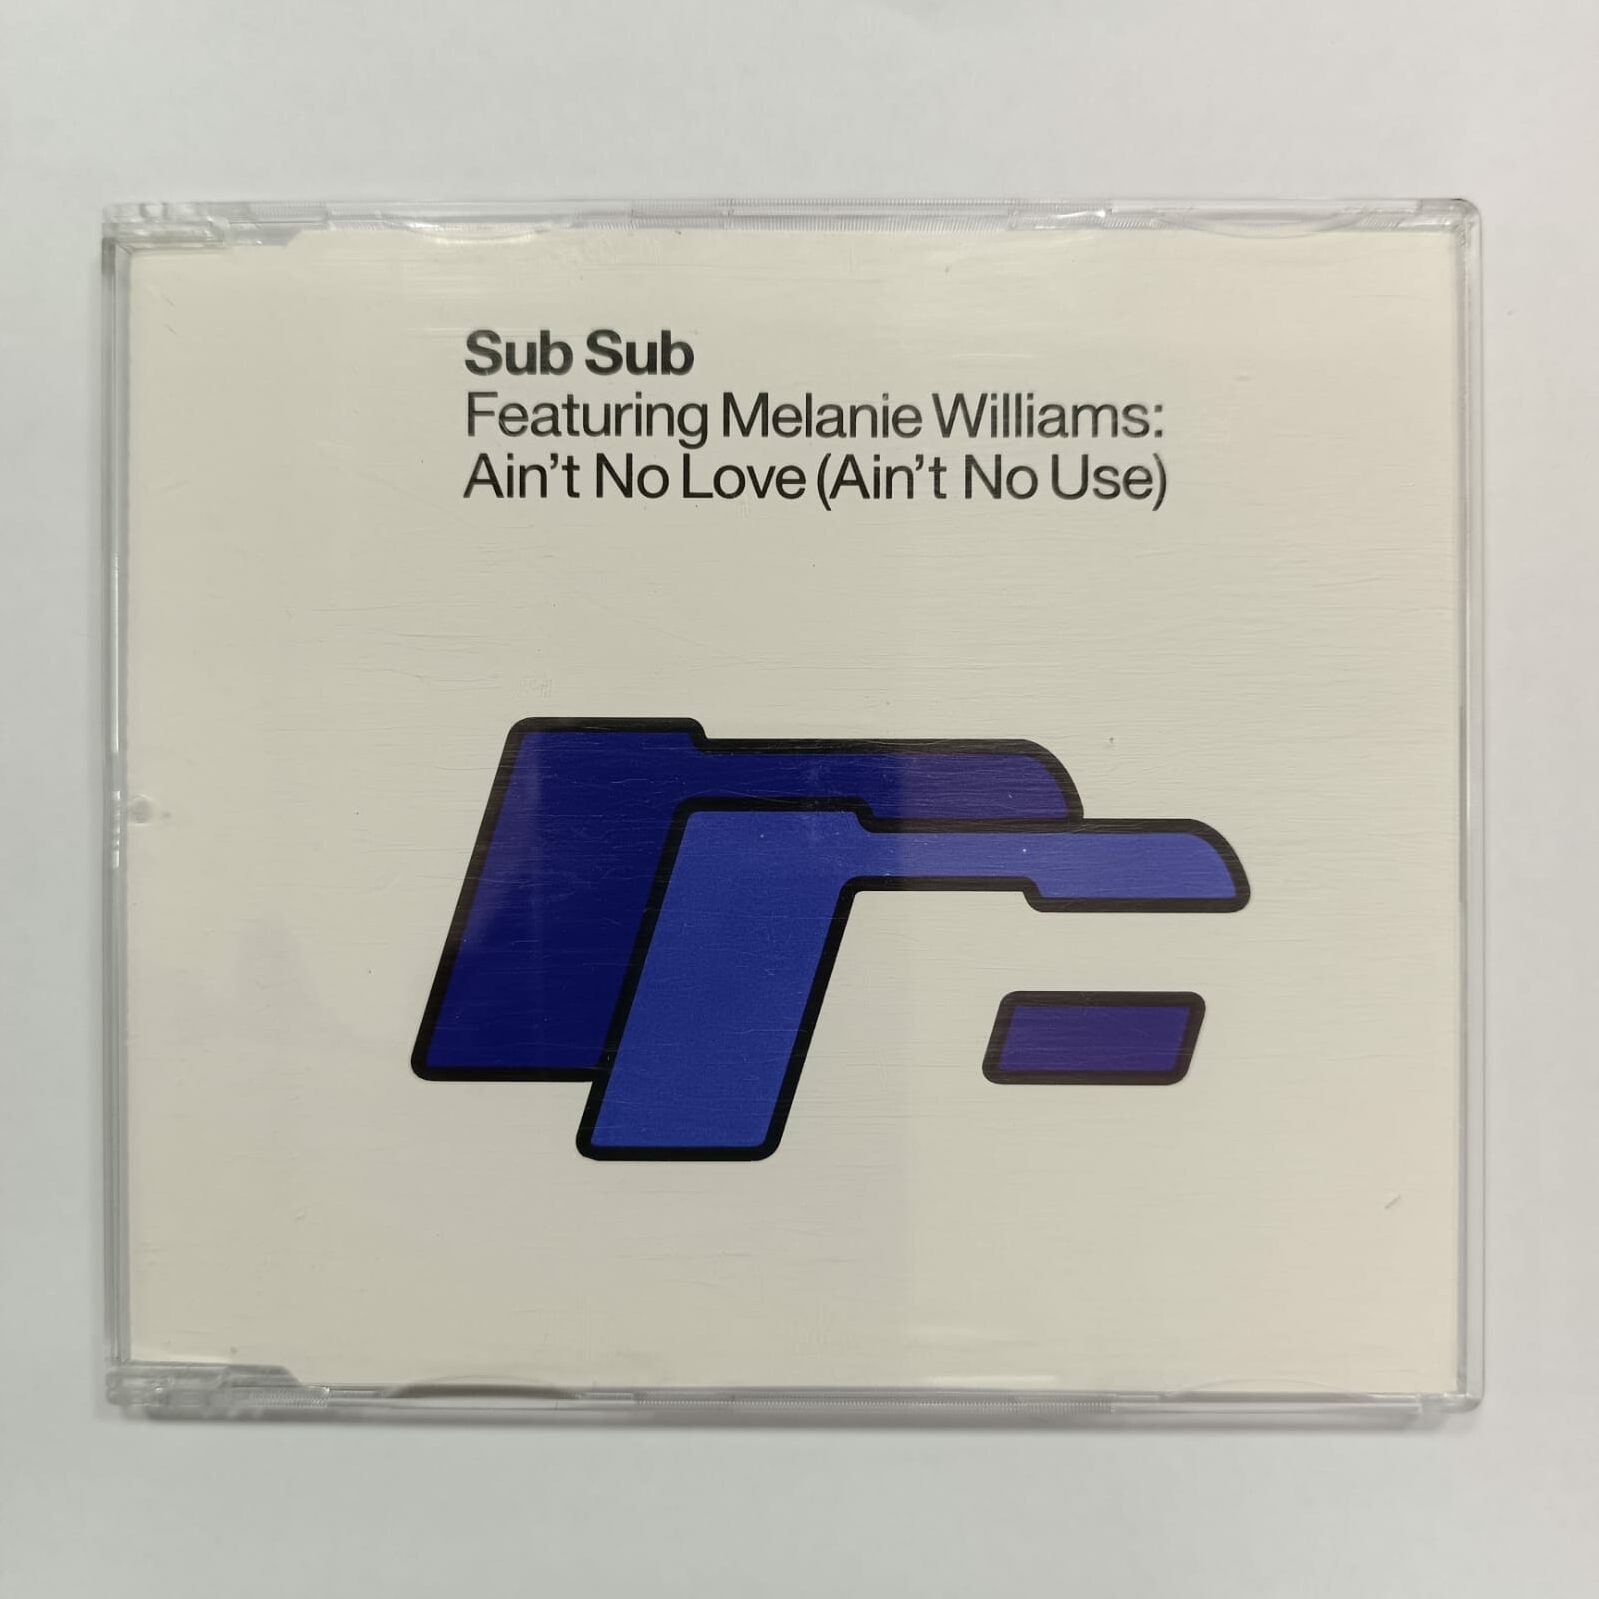 Sub Sub
Featuring Melanie Williams:
Ain't No Love (Ain't No Use)